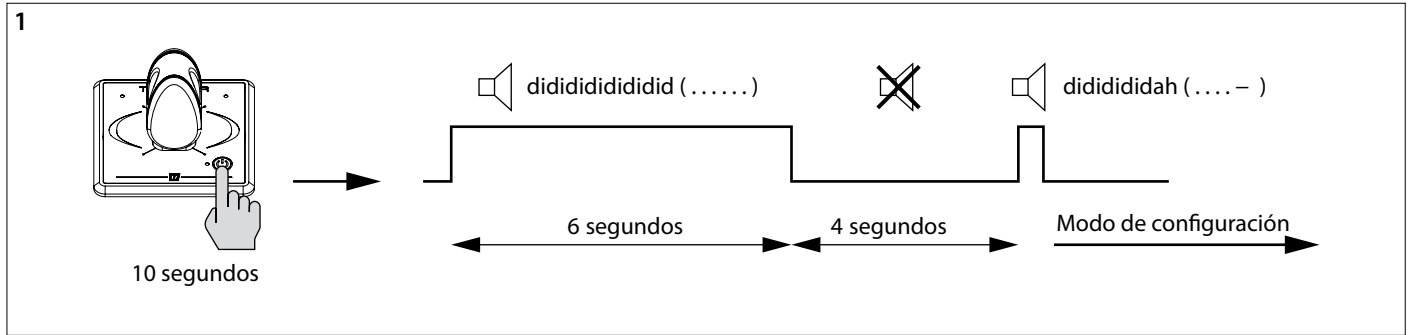 1
dididididididid ( . . . . . . )
didididididah ( . . . . – )
6 segundos
4 segundos
Modo de configuración
10 segundos